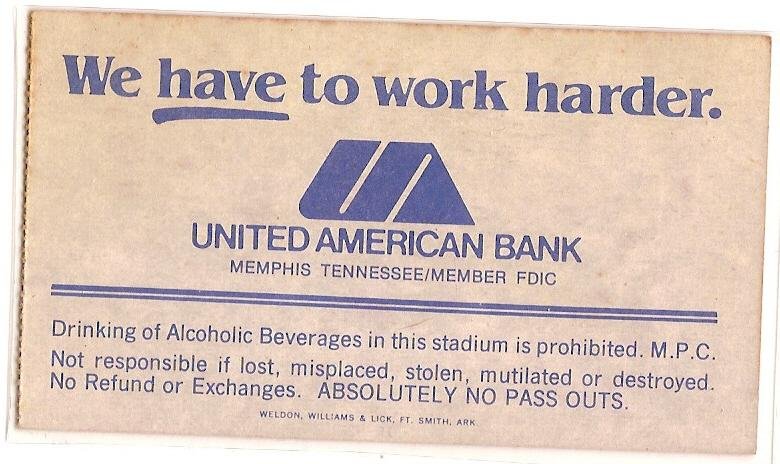 We have to work harder.
UNITED AMERICAN BANK
MEMPHIS TENNESSEE/MEMBER FDIC
Drinking of Alcoholic Beverages in this stadium is prohibited. M.P.C.
Not responsible if lost, misplaced, stolen, mutilated or destroyed.
No Refund or Exchanges. ABSOLUTELY NO PASS OUTS.
WELDON, WILLIAMS & LICK, FT. SMITH, ARK.